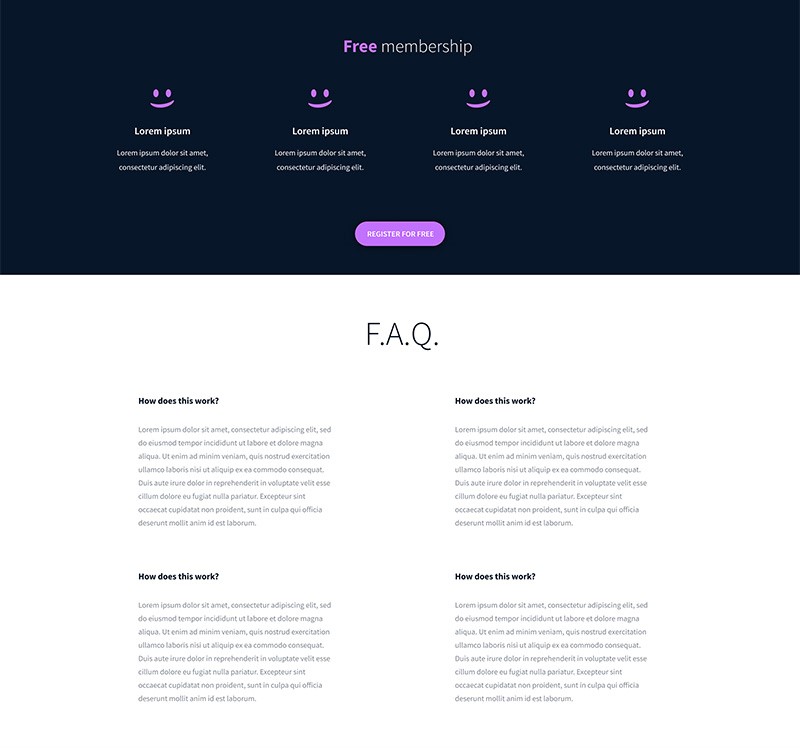 Free membership
Lorem ipsum
Lorem ipsum dolor sit amet,
consectetur adipiscing elit.
Lorem ipsum
Lorem ipsum dolor sit amet,
consectetur adipiscing elit.
Lorem ipsum
Lorem ipsum dolor sit amet,
consectetur adipiscing elit.
Lorem ipsum
Lorem ipsum dolor sit amet,
consectetur adipiscing elit.
REGISTER FOR FREE
F.A.Q.
How does this work?
Lorem ipsum dolor sit amet, consectetur adipiscing elit, sed
do eiusmod tempor incididunt ut labore et dolore magna
aliqua. Ut enim ad minim veniam, quis nostrud exercitation
ullamco laboris nisi ut aliquip ex ea commodo consequat.
Duis aute irure dolor in reprehenderit in voluptate velit esse
cillum dolore eu fugiat nulla pariatur. Excepteur sint
occaecat cupidatat non proident, sunt in culpa qui officia
deserunt mollit anim id est laborum.
How does this work?
Lorem ipsum dolor sit amet, consectetur adipiscing elit, sed
do eiusmod tempor incididunt ut labore et dolore magna
aliqua. Ut enim ad minim veniam, quis nostrud exercitation
ullamco laboris nisi ut aliquip ex ea commodo consequat.
Duis aute irure dolor in reprehenderit in voluptate velit esse
cillum dolore eu fugiat nulla pariatur. Excepteur sint
occaecat cupidatat non proident, sunt in culpa qui officia
deserunt mollit anim id est laborum.
How does this work?
Lorem ipsum dolor sit amet, consectetur adipiscing elit, sed
do eiusmod tempor incididunt ut labore et dolore magna
aliqua. Ut enim ad minim veniam, quis nostrud exercitation
ullamco laboris nisi ut aliquip ex ea commodo consequat.
Duis aute irure dolor in reprehenderit in voluptate velit esse
cillum dolore eu fugiat nulla pariatur. Excepteur sint
occaecat cupidatat non proident, sunt in culpa qui officia
deserunt mollit anim id est laborum.
How does this work?
Lorem ipsum dolor sit amet, consectetur adipiscing elit, sed
do eiusmod tempor incididunt ut labore et dolore magna
aliqua. Ut enim ad minim veniam, quis nostrud exercitation
ullamco laboris nisi ut aliquip ex ea commodo consequat.
Duis aute irure dolor in reprehenderit in voluptate velit esse
cillum dolore eu fugiat nulla pariatur. Excepteur sint
occaecat cupidatat non proident, sunt in culpa qui officia
deserunt mollit anim id est laborum.